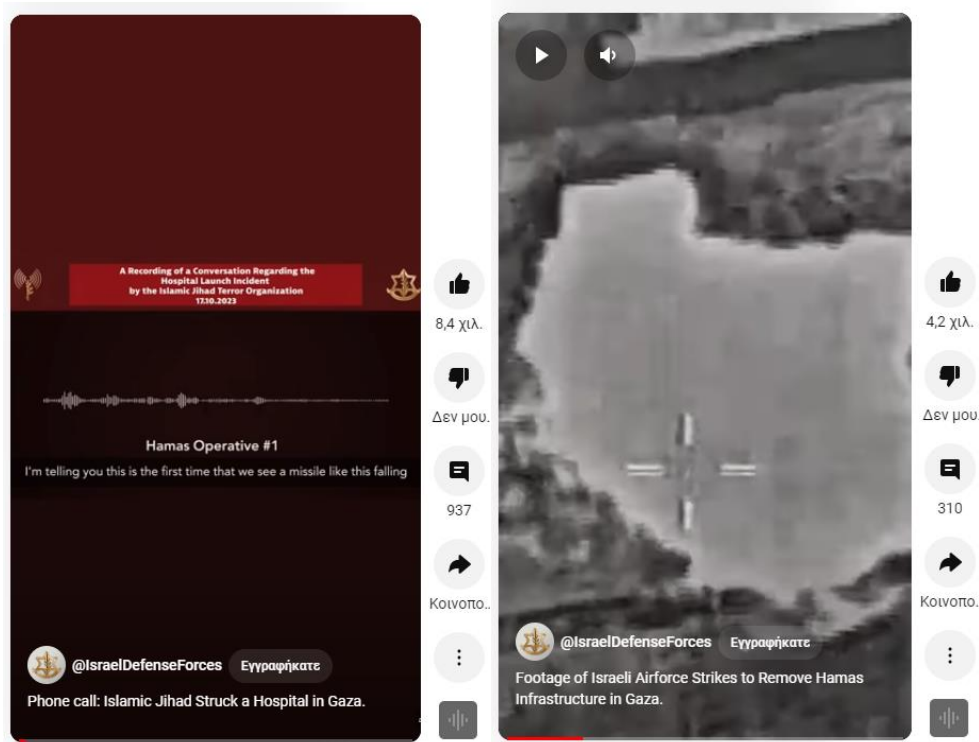 A Recording of a Conversation Regarding the
Hospital Launch Incident
by the Islamic Jihad Terror Organization
17.10.2023
Hamas Operative #1
I'm telling you this is the first time that we see a missile like this falling
@IsraelDefenseForces Εγγραφήκατε
Phone call: Islamic Jihad Struck a Hospital in Gaza.
8,4 χιλ.
Δεν μου.
937
Κοινοπο..
@IsraelDefenseForces Εγγραφήκατε
Footage of Israeli Airforce Strikes to Remove Hamas
Infrastructure in Gaza.
4,2 χιλ.
Δεν μου.
310
Κοινοπο.